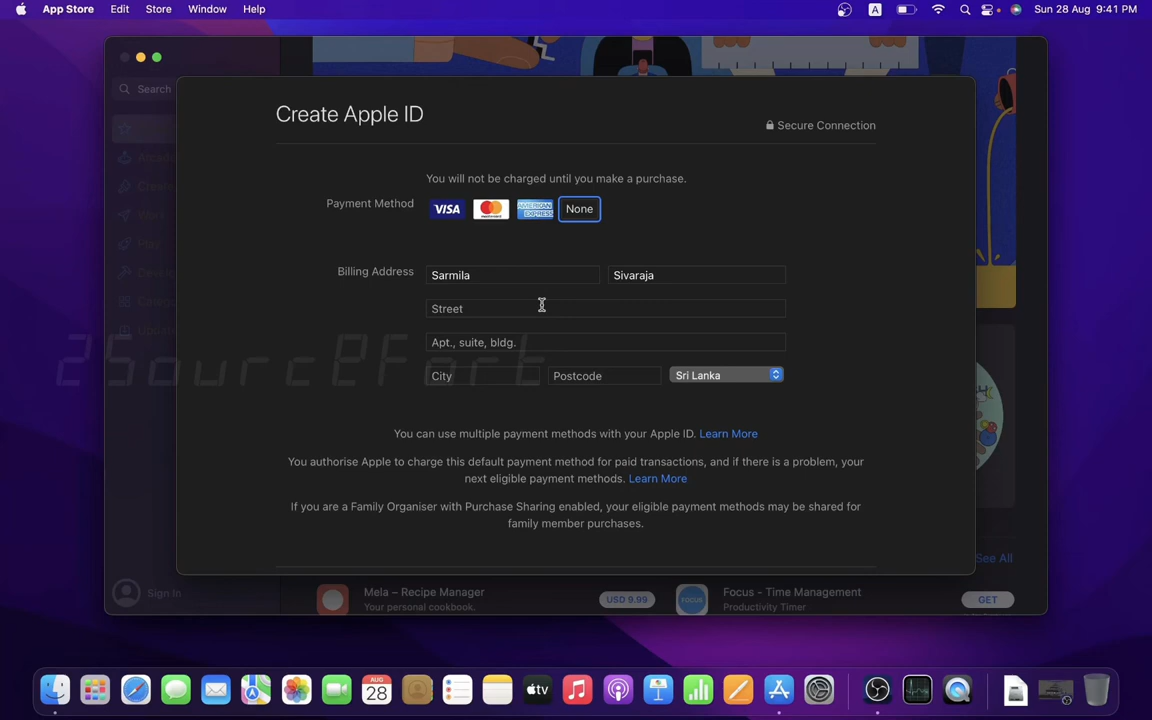 App Store Edit Store Window Help
A
Sun 28 Aug 9:41 PM
Search
Create Apple ID
Secure Connection
You will not be charged until you make a purchase.
Payment Method
VISA
AMERICAN EXPRESS
None
Billing Address
Sarmila
Sivaraja
Street
Apt., suite, bldg.
2Sourc@Fort
City
Postcode
Sri Lanka
You can use multiple payment methods with your Apple ID. Learn More
You authorise Apple to charge this default payment method for paid transactions, and if there is a problem, your
next eligible payment methods. Learn More
If you are a Family Organiser with Purchase Sharing enabled, your eligible payment methods may be shared for
family member purchases.
See All
Sign In
Mela – Recipe Manager
Your personal cookbook.
USD 9.99
Focus - Time Management
Productivity Timer
GET
AUG
28
tv